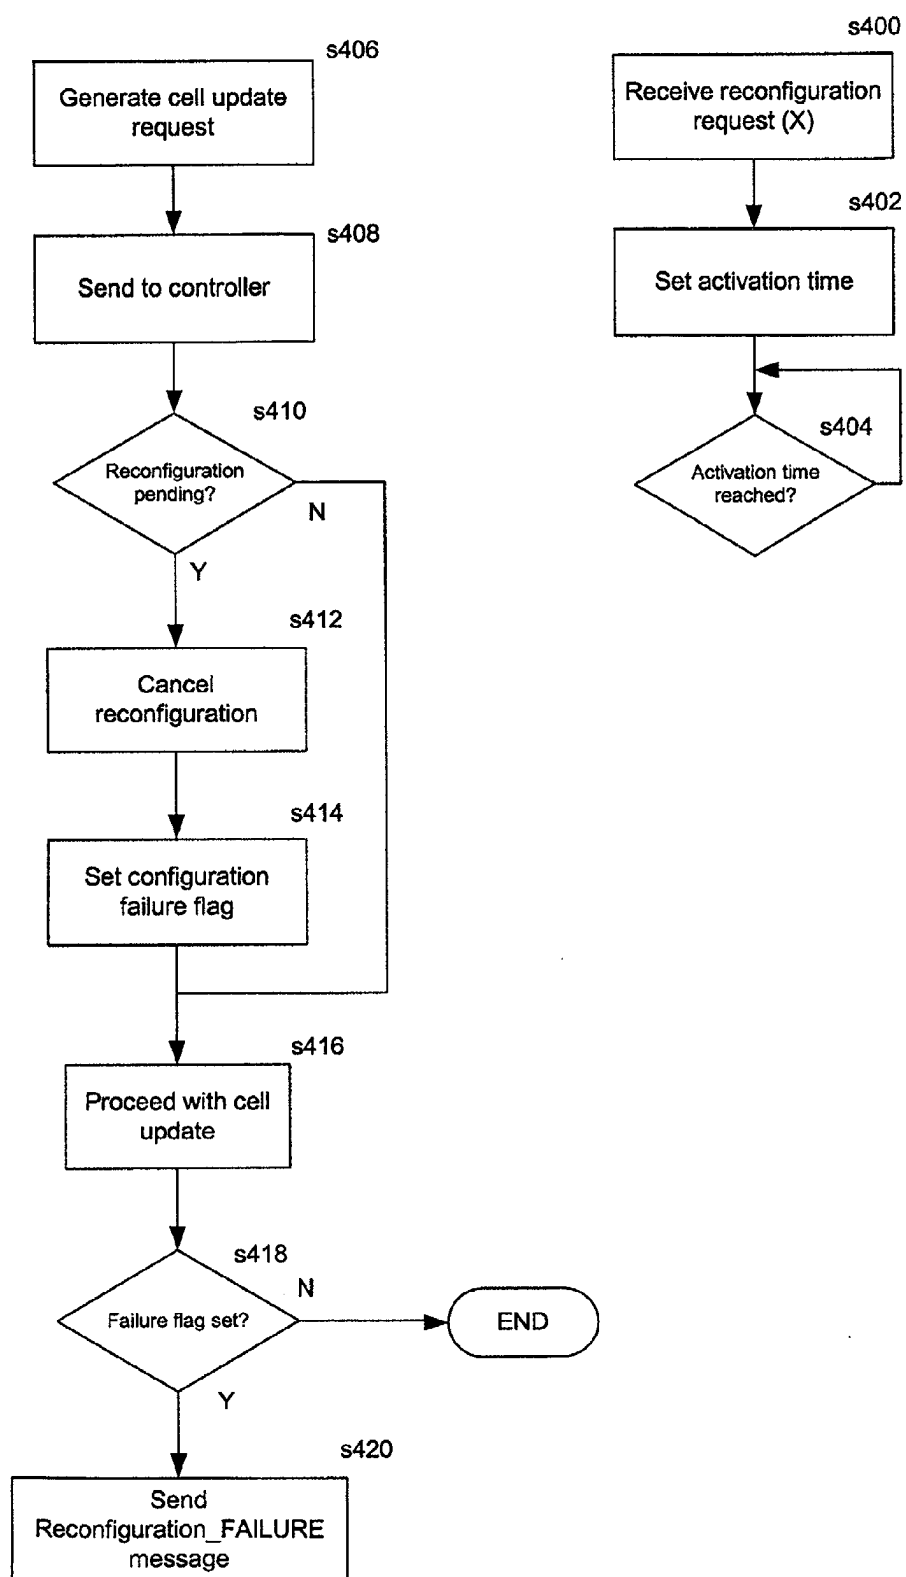 s406
Generate cell update
request
s408
Send to controller
s410
Reconfiguration
pending?
N
Y
s412
Cancel
reconfiguration
s414
Set configuration
failure flag
s416
Proceed with cell
update
s418
Failure flag set?
N
END
Y
s420
Send
Reconfiguration_FAILURE
message
s400
Receive reconfiguration
request (X)
s402
Set activation time
s404
Activation time
reached?